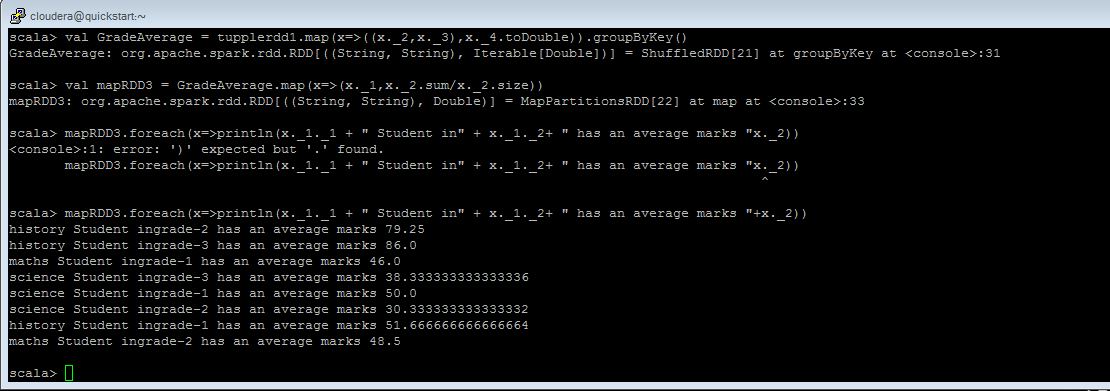 cloudera@quickstart:~
scala> val GradeAverage = tupplerdd1.map(x=>((x._2,x._3),x._4.toDouble)).groupByKey()
GradeAverage: org.apache.spark.rdd.RDD[((String, String), Iterable[Double])] = ShuffledRDD[21] at groupByKey at <console>:31
scala> val mapRDD3 = GradeAverage.map(x=>(x._1,x._2.sum/x._2.size))
mapRDD3: org.apache.spark.rdd.RDD[((String, String), Double)] = MapPartitionsRDD[22] at map at <console>:33
scala> mapRDD3.foreach(x=>println(x._1._1 + " Student in" + x._1._2+ " has an average marks "x._2))
<console>:1: error: ')' expected but '.' found.
mapRDD3.foreach(x=>println(x._1._1 + " Student in" + x._1._2+ " has an average marks "x._2))
^
scala> mapRDD3.foreach(x=>println(x._1._1 + " Student in" + x._1._2+ " has an average marks "+x._2))
history Student ingrade-2 has an average marks 79.25
history Student ingrade-3 has an average marks 86.0
maths Student ingrade-1 has an average marks 46.0
science Student ingrade-3 has an average marks 38.333333333333336
science Student ingrade-1 has an average marks 50.0
science Student ingrade-2 has an average marks 30.333333333333332
history Student ingrade-1 has an average marks 51.666666666666664
maths Student ingrade-2 has an average marks 48.5
scala>